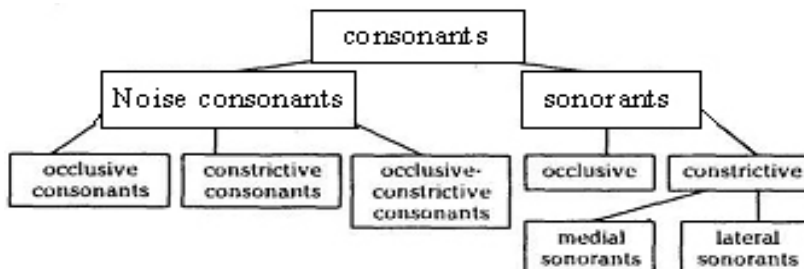 consonants
Noise consonants
sonorants
occlusive
consonants
constrictive
consonants
occlusive-
constrictive
consonants
occlusive
constrictive
medial
sonorants
lateral
sonorants